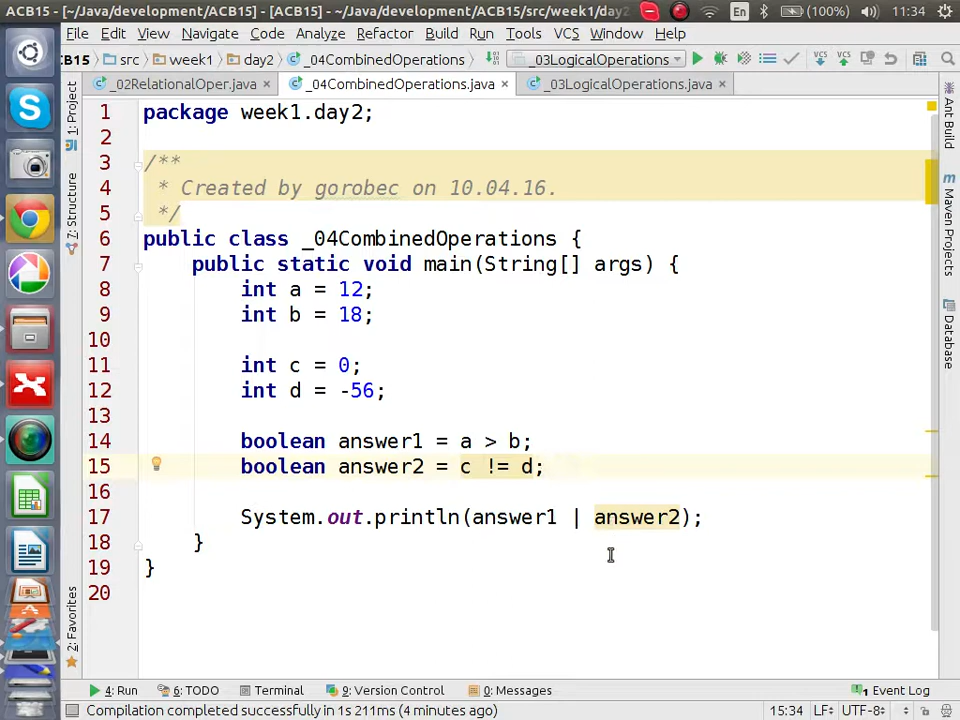 ACB15 - [~/Java/development/ACB15] - [ACB15] - ~/Java/development/ACB15/src/week1/day2
En (100%) 11:34
File Edit View Navigate Code Analyze Refactor Build Run Tools VCS Window Help
CB15 src week1 day2 _04CombinedOperations _03LogicalOperations VCS VCS
_02RelationalOper.java × _04CombinedOperations.java × _03LogicalOperations.java ×
1: Project
7: Structure
2: Favorites
1 package week1.day2;
2
3 /**
4 * Created by gorobec on 10.04.16.
5 */
6 public class _04CombinedOperations {
7 public static void main(String[] args) {
8 int a = 12;
9 int b = 18;
10
11 int c = 0;
12 int d = -56;
13
14 boolean answer1 = a > b;
15 boolean answer2 = c != d;
16
17 System.out.println(answer1 | answer2);
18 }
19 }
20
Ant Build
Maven Projects
Database
4: Run 6: TODO Terminal 9: Version Control 0: Messages 1 Event Log
Compilation completed successfully in 1s 211ms (4 minutes ago) 15:34 LF÷ UTF-8÷